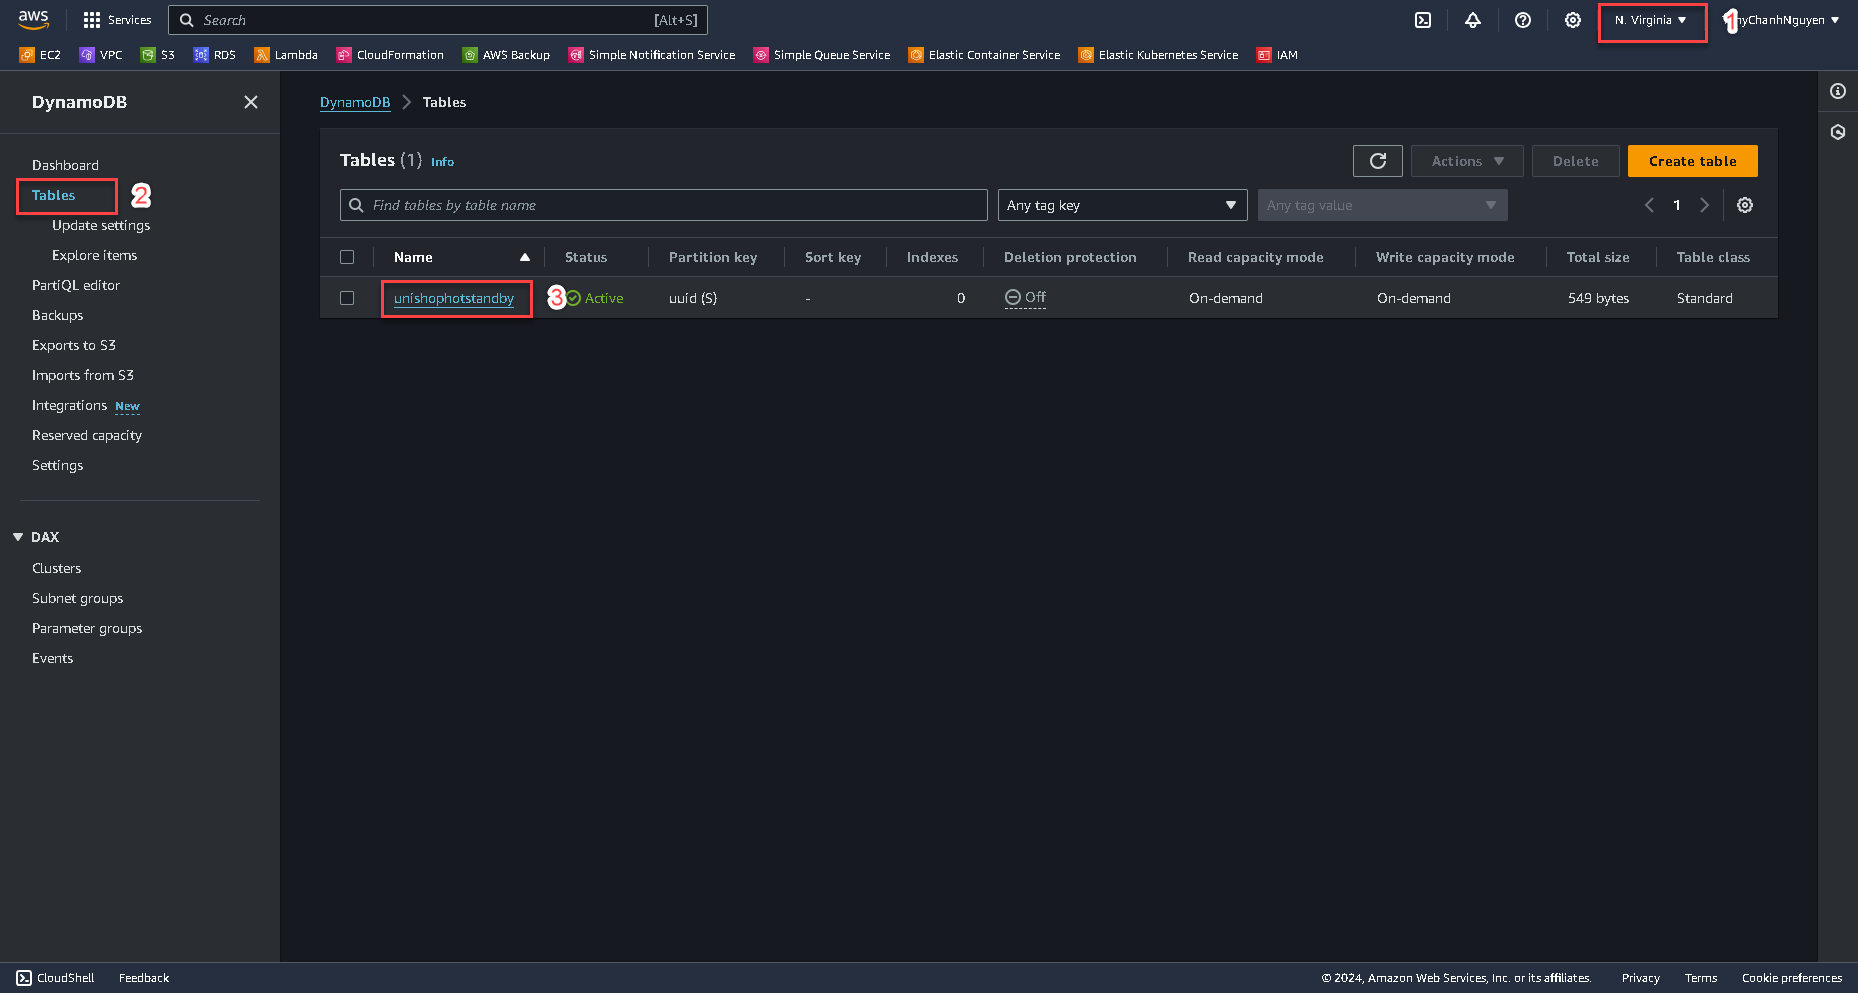 aws Services Search [Alt+S] N. Virginia 1 nyChanhNguyen
EC2 VPC S3 RDS Lambda CloudFormation AWS Backup Simple Notification Service Simple Queue Service Elastic Container Service Elastic Kubernetes Service IAM
DynamoDB
Dashboard
Tables 2
Update settings
Explore items
PartiQL editor
Backups
Exports to S3
Imports from S3
Integrations New
Reserved capacity
Settings
DAX
Clusters
Subnet groups
Parameter groups
Events
DynamoDB Tables
Tables (1) Info
Actions Delete Create table
Find tables by table name Any tag key Any tag value 1
Name Status Partition key Sort key Indexes Deletion protection Read capacity mode Write capacity mode Total size Table class
unishophotstandby 3 Active uuid (S) - 0 Off On-demand On-demand 549 bytes Standard
CloudShell Feedback © 2024, Amazon Web Services, Inc. or its affiliates. Privacy Terms Cookie preferences